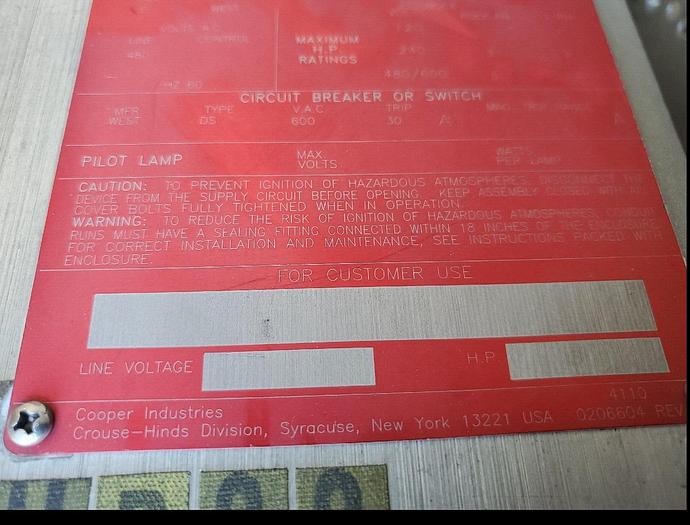 WEST
VOLTS A.C.
LINE CONTROL
480
HZ 60
MAXIMUM
H.P.
RATINGS
120
240
480/600
CIRCUIT BREAKER OR SWITCH
MFR. TYPE V.A.C. TRIP
WEST DS 600 30 A A
PILOT LAMP MAX. VOLTS WATTS PER LAMP
CAUTION: TO PREVENT IGNITION OF HAZARDOUS ATMOSPHERES, DISCONNECT THE
DEVICE FROM THE SUPPLY CIRCUIT BEFORE OPENING. KEEP ASSEMBLY CLOSED WITH
COVER BOLTS FULLY TIGHTENED WHEN IN OPERATION.
WARNING: TO REDUCE THE RISK OF IGNITION OF HAZARDOUS ATMOSPHERES, CONDUIT
RUNS MUST HAVE A SEALING FITTING CONNECTED WITHIN 18 INCHES OF THE ENCLOSURE.
FOR CORRECT INSTALLATION AND MAINTENANCE, SEE INSTRUCTIONS PACKED WITH
ENCLOSURE.
FOR CUSTOMER USE
LINE VOLTAGE H.P.
4110
Cooper Industries
Crouse-Hinds Division, Syracuse, New York 13221 USA 0206604 REV